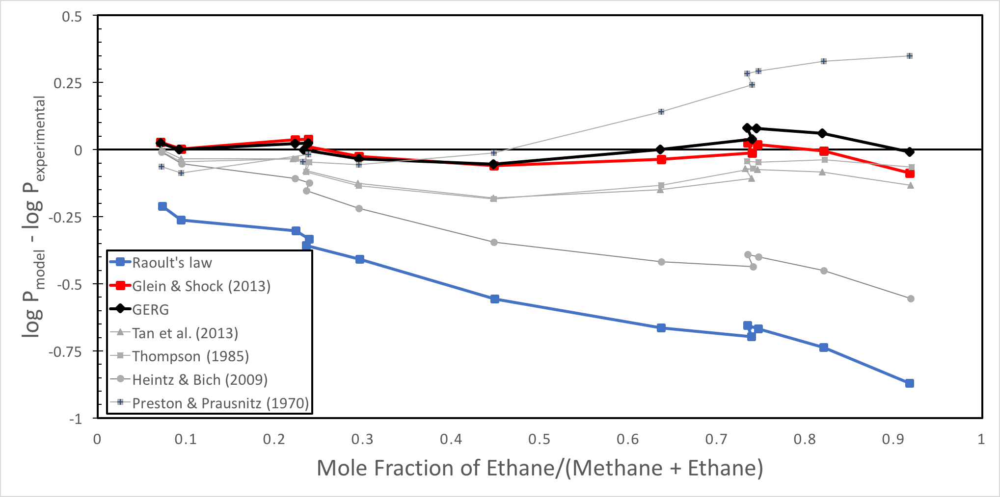 0.5
0.25
0
-0.25
-0.5
-0.75
-1
log Pmodel - log Pexperimental
Raoult's law
Glein & Shock (2013)
GERG
Tan et al. (2013)
Thompson (1985)
Heintz & Bich (2009)
Preston & Prausnitz (1970)
0 0.1 0.2 0.3 0.4 0.5 0.6 0.7 0.8 0.9 1
Mole Fraction of Ethane/(Methane + Ethane)